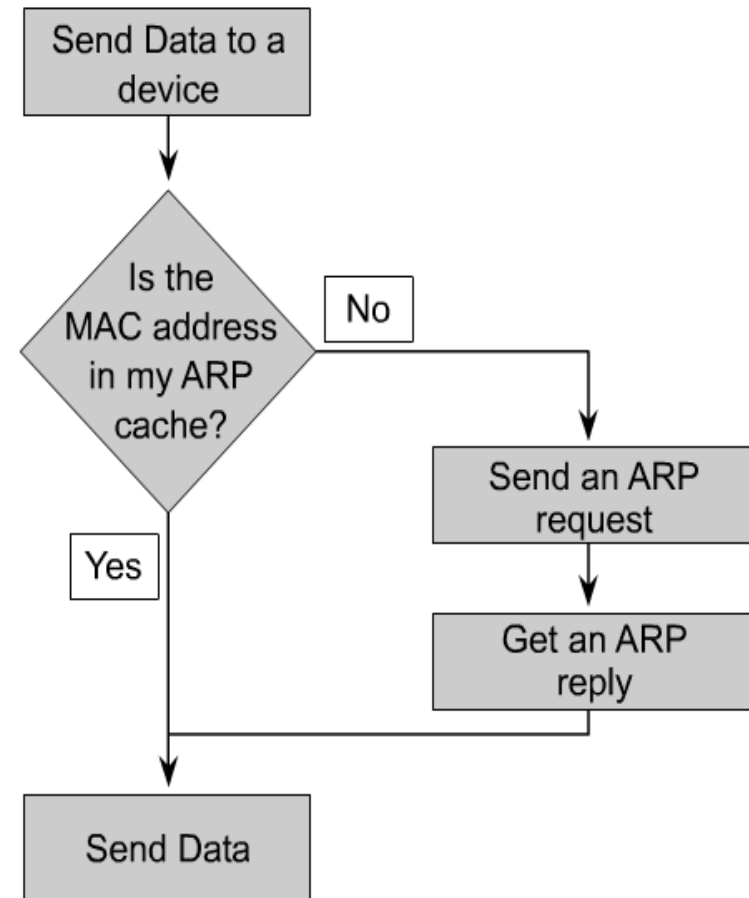 Send Data to a
device
Is the
MAC address
in my ARP
cache?
No
Send an ARP
request
Yes
Get an ARP
reply
Send Data